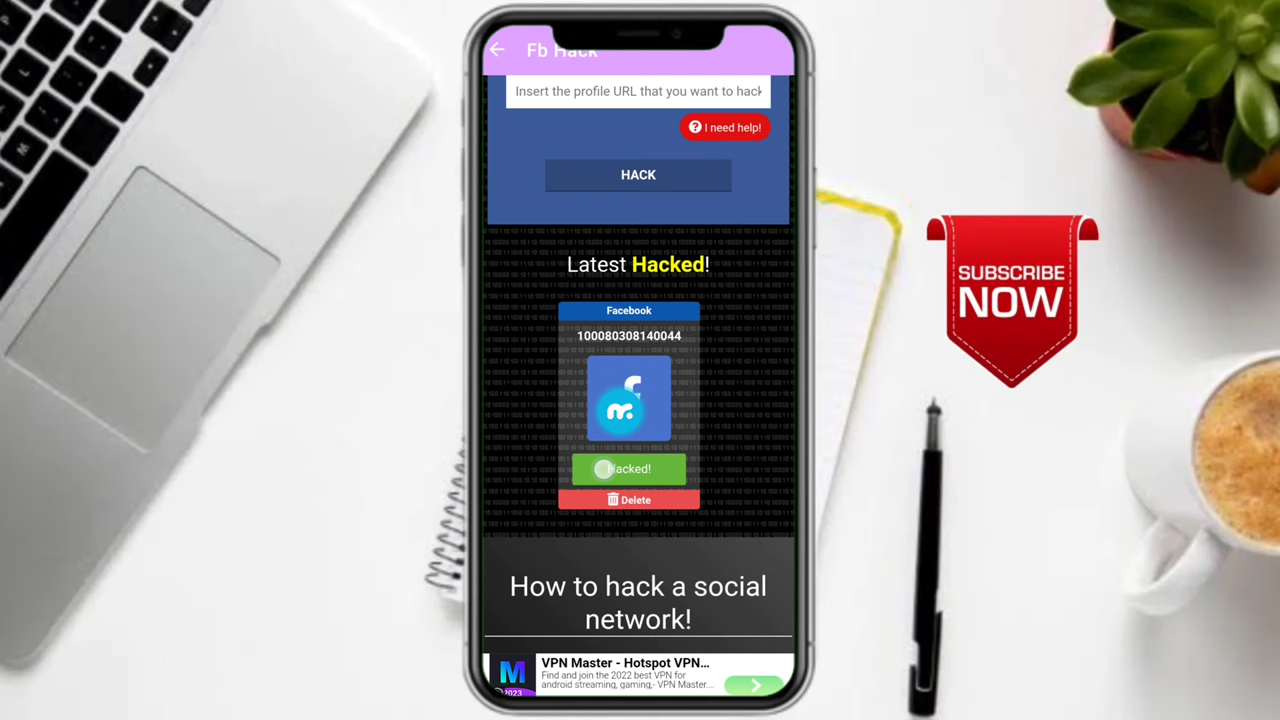 Fb Hack
Insert the profile URL that you want to hack
I need help!
HACK
Latest Hacked!
Facebook
100080308140044
m.
Hacked!
Delete
How to hack a social
network!
VPN Master - Hotspot VPN...
Find and join the 2022 best VPN for
android streaming, gaming,- VPN Master...
M
2023
SUBSCRIBE
NOW